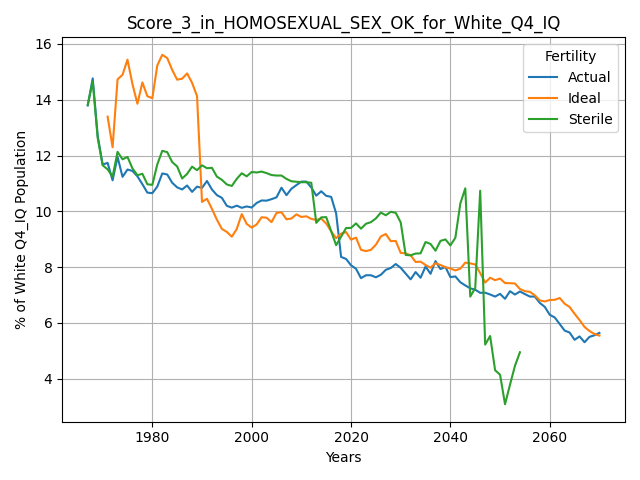 Score_3_in_HOMOSEXUAL_SEX_OK_for_White_Q4_IQ
% of White Q4_IQ Population
16
14
12
10
8
6
4
Fertility
Actual
Ideal
Sterile
1980
2000
2020
2040
2060
Years